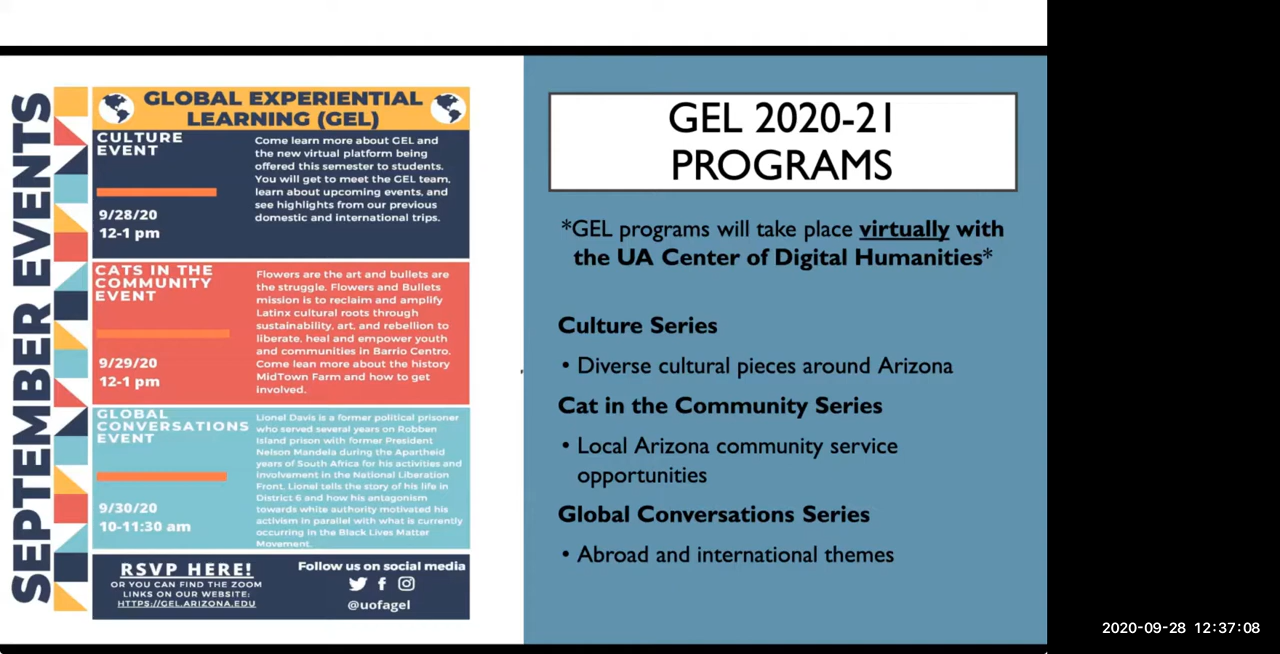 SEPTEMBER EVENTS
GLOBAL EXPERIENTIAL
LEARNING (GEL)
CULTURE
EVENT
9/28/20
12-1 pm
Come learn more about GEL and
the new virtual platform being
offered this semester to students.
You will get to meet the GEL team,
learn about upcoming events, and
see highlights from our previous
domestic and international trips.
CATS IN THE
COMMUNITY
EVENT
9/29/20
12-1 pm
Flowers are the art and bullets are
the struggle. Flowers and Bullets
mission is to reclaim and amplify
Latinx cultural roots through
sustainability, art, and rebellion to
liberate, heal and empower youth
and communities in Barrio Centro.
Come lean more about the history
MidTown Farm and how to get
involved.
GLOBAL
CONVERSATIONS
EVENT
9/30/20
10-11:30 am
Lionel Davis is a former political prisoner
who served several years on Robben
Island prison with former President
Nelson Mandela during the Apartheid
years of South Africa for his activities and
involvement in the National Liberation
Front. Lionel tells the story of his life in
District 6 and how his antagonism
towards white authority motivated his
activism in parallel with what is currently
occurring in the Black Lives Matter
Movement.
RSVP HERE!
OR YOU CAN FIND THE ZOOM
LINKS ON OUR WEBSITE:
HTTPS://GEL.ARIZONA.EDU
Follow us on social media
@uofagel
GEL 2020-21
PROGRAMS
*GEL programs will take place virtually with
the UA Center of Digital Humanities*
Culture Series
• Diverse cultural pieces around Arizona
Cat in the Community Series
• Local Arizona community service
opportunities
Global Conversations Series
• Abroad and international themes
2020-09-28 12:37:08